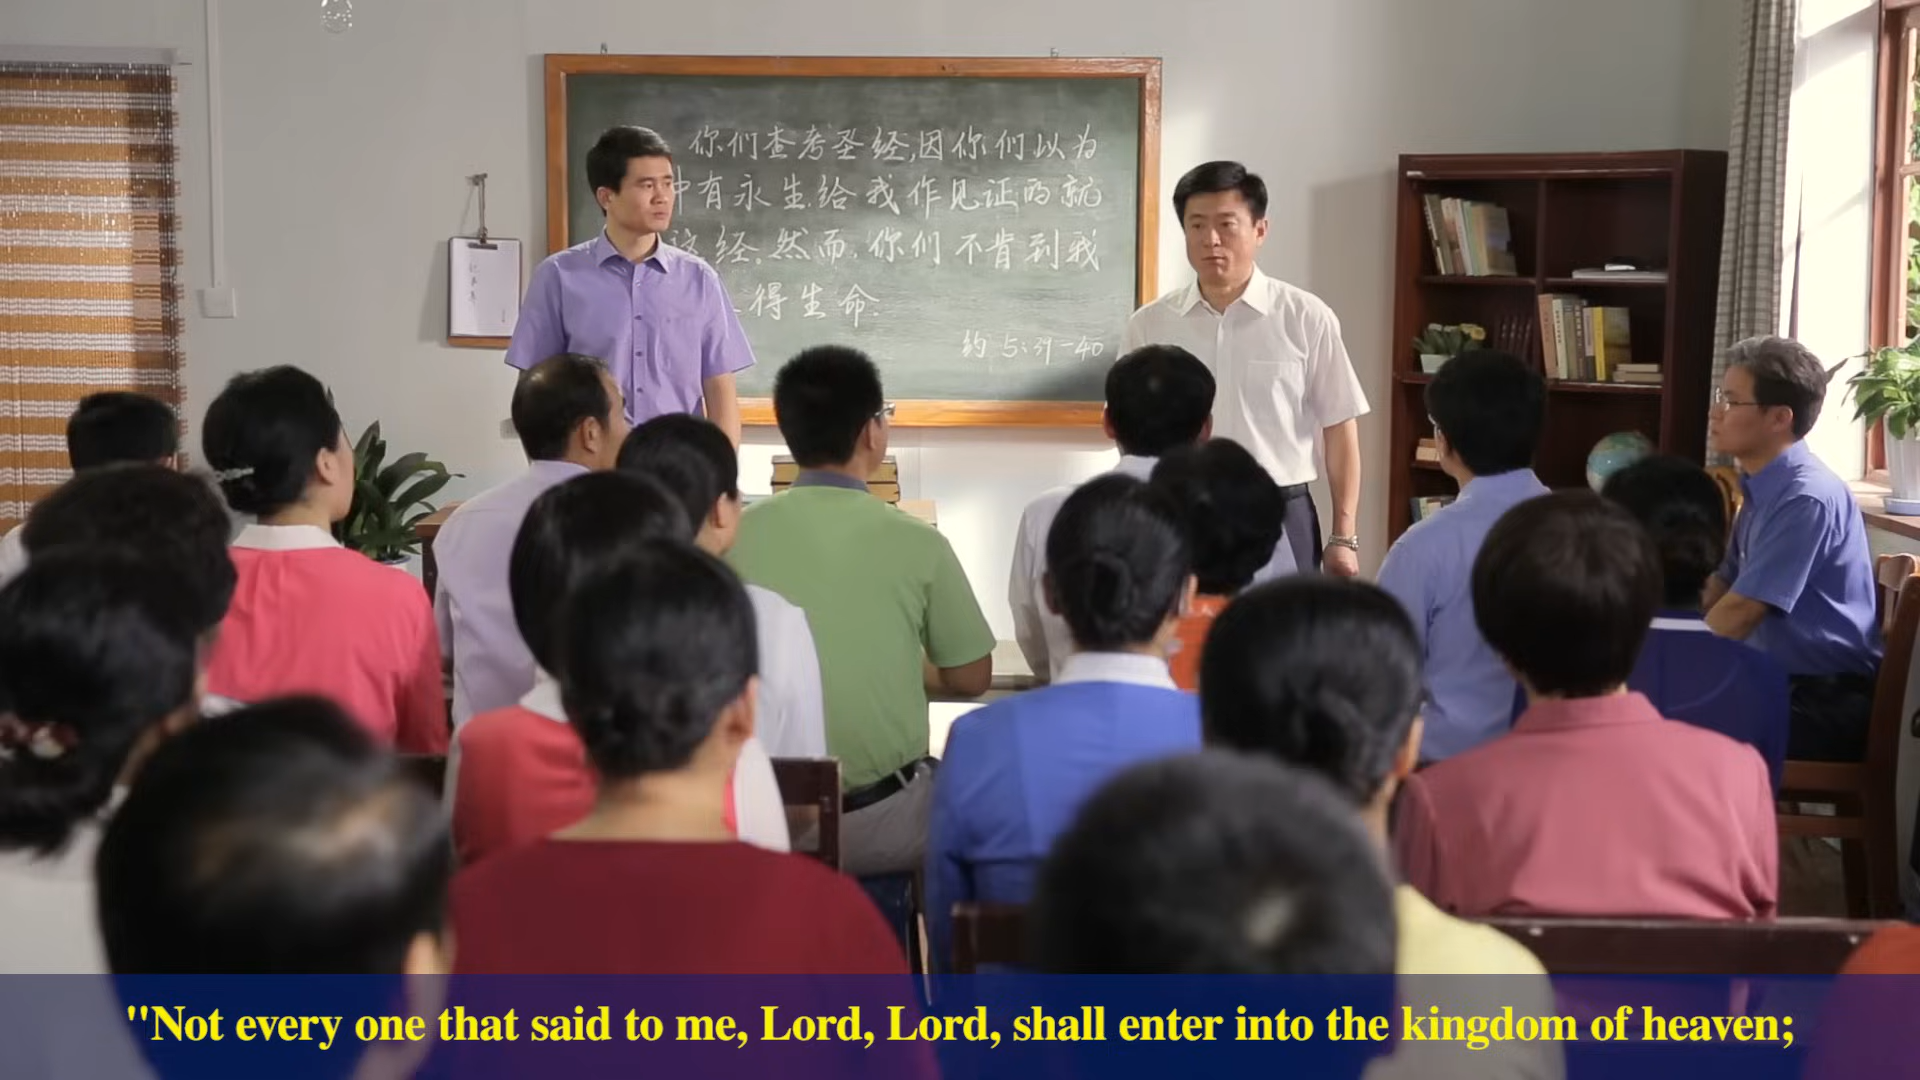 你们查考圣经,因你们以为
中有永生.给我作见证的就
这经.然而,你们不肯到我
得生命.
约 5:39-40
"Not every one that said to me, Lord, Lord, shall enter into the kingdom of heaven;